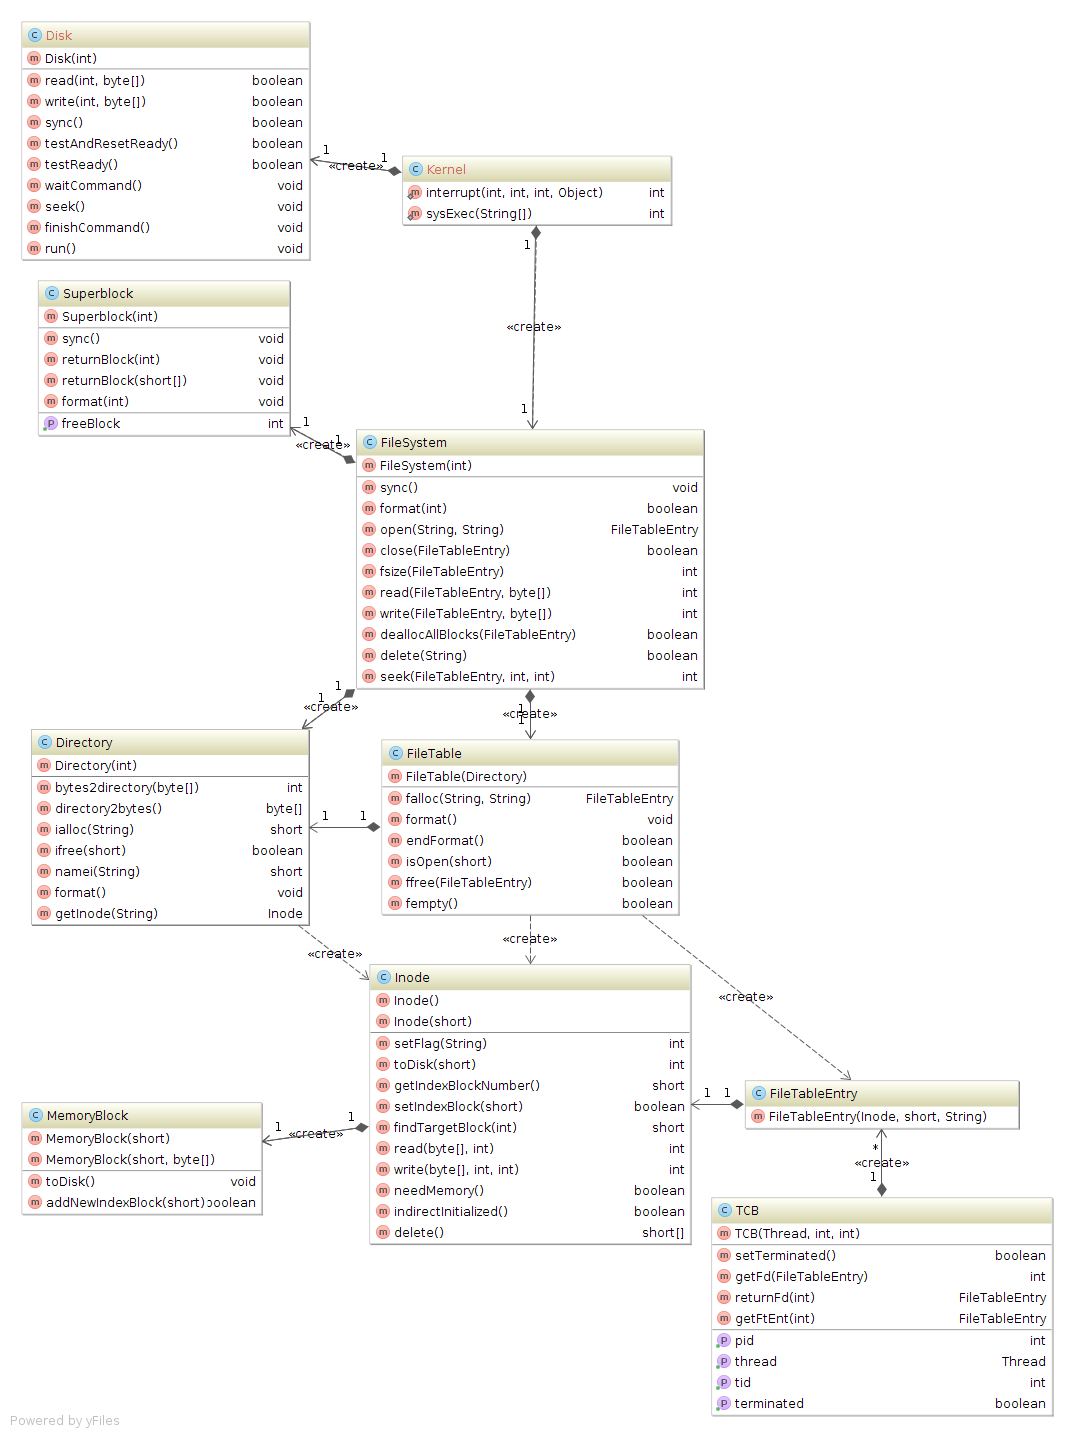 Disk
Disk(int)
read(int, byte[]) boolean
write(int, byte[]) boolean
sync() boolean
testAndResetReady() boolean
testReady() boolean
waitCommand() void
seek() void
finishCommand() void
run() void
1
«create»
1
Kernel
interrupt(int, int, int, Object) int
sysExec(String[]) int
1
«create»
1
Superblock
Superblock(int)
sync() void
returnBlock(int) void
returnBlock(short[]) void
format(int) void
freeBlock int
1
«create»
1
FileSystem
FileSystem(int)
sync() void
format(int) boolean
open(String, String) FileTableEntry
close(FileTableEntry) boolean
fsize(FileTableEntry) int
read(FileTableEntry, byte[]) int
write(FileTableEntry, byte[]) int
deallocAllBlocks(FileTableEntry) boolean
delete(String) boolean
seek(FileTableEntry, int, int) int
1
1
«create»
1
«create»
1
Directory
Directory(int)
bytes2directory(byte[]) int
directory2bytes() byte[]
ialloc(String) short
ifree(short) boolean
namei(String) short
format() void
getInode(String) Inode
1 1
FileTable
FileTable(Directory)
falloc(String, String) FileTableEntry
format() void
endFormat() boolean
isOpen(short) boolean
ffree(FileTableEntry) boolean
fempty() boolean
«create»
«create»
«create»
Inode
Inode()
Inode(short)
setFlag(String) int
toDisk(short) int
getIndexBlockNumber() short
setIndexBlock(short) boolean
findTargetBlock(int) short
read(byte[], int) int
write(byte[], int, int) int
needMemory() boolean
indirectInitialized() boolean
delete() short[]
1 1
FileTableEntry
FileTableEntry(Inode, short, String)
MemoryBlock
MemoryBlock(short)
MemoryBlock(short, byte[])
toDisk() void
addNewIndexBlock(short) boolean
1
«create»
1
*
«create»
1
TCB
TCB(Thread, int, int)
setTerminated() boolean
getFd(FileTableEntry) int
returnFd(int) FileTableEntry
getFtEnt(int) FileTableEntry
pid int
thread Thread
tid int
terminated boolean
Powered by yFiles